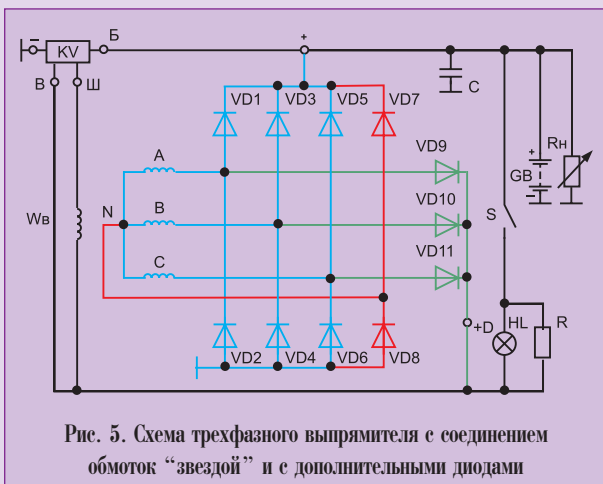 − KV Б +
В Ш
VD1 VD3 VD5 VD7
C
A
VD9
GB + −
Rн
Wв
N
B
VD10
S
C
VD11
+D
HL
R
VD2 VD4 VD6 VD8
Рис. 5. Схема трехфазного выпрямителя с соединением
обмоток “звездой” и с дополнительными диодами